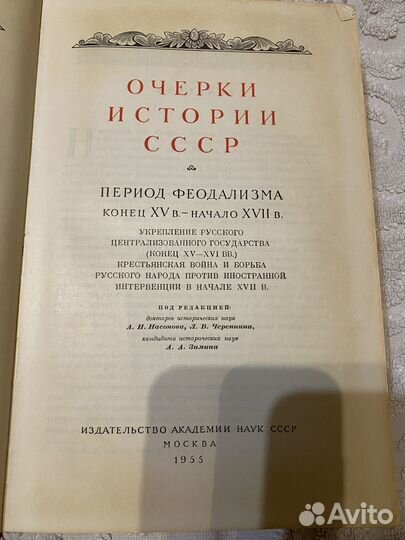 ОЧЕРКИ
ИСТОРИИ
СССР
ПЕРИОД ФЕОДАЛИЗМА
КОНЕЦ XV В. – НАЧАЛО XVII В.
УКРЕПЛЕНИЕ РУССКОГО
ЦЕНТРАЛИЗОВАННОГО ГОСУДАРСТВА
(КОНЕЦ XV—XVI ВВ.)
КРЕСТЬЯНСКАЯ ВОЙНА И БОРЬБА
РУССКОГО НАРОДА ПРОТИВ ИНОСТРАННОЙ
ИНТЕРВЕНЦИИ В НАЧАЛЕ XVII В.
ПОД РЕДАКЦИЕЙ:
докторов исторических наук
А. Н. Насонова, Л. В. Черепнина,
кандидата исторических наук
А. А. Зимина
ИЗДАТЕЛЬСТВО АКАДЕМИИ НАУК СССР
МОСКВА
1955
Avito